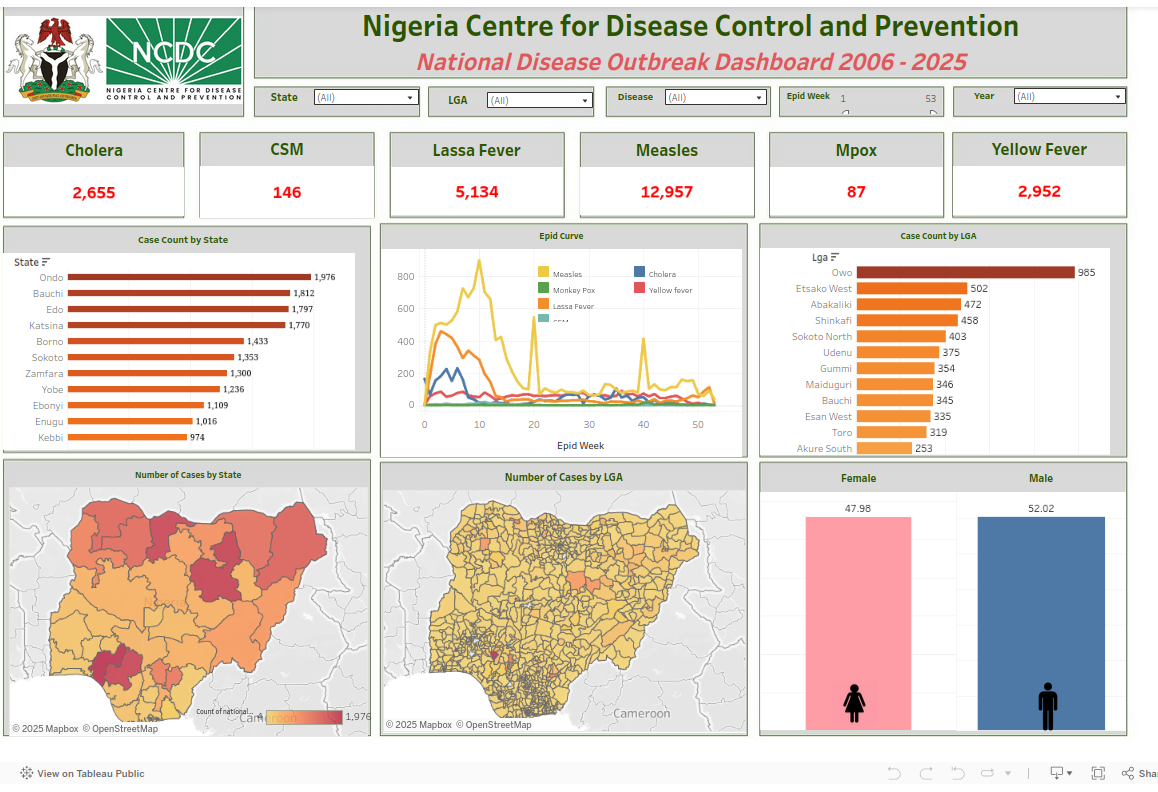 Nigeria Centre for Disease Control and Prevention
National Disease Outbreak Dashboard 2006 - 2025
NCDC
NIGERIA CENTRE FOR DISEASE
CONTROL AND PREVENTION
State (All)
LGA (All)
Disease (All)
Epid Week 1 53
Year (All)
Cholera
2,655
CSM
146
Lassa Fever
5,134
Measles
12,957
Mpox
87
Yellow Fever
2,952
Case Count by State
State
Ondo 1,976
Bauchi 1,812
Edo 1,797
Katsina 1,770
Borno 1,433
Sokoto 1,353
Zamfara 1,300
Yobe 1,236
Ebonyi 1,109
Enugu 1,016
Kebbi 974
Epid Curve
Measles
Cholera
Monkey Pox
Yellow fever
Lassa Fever
CSM
800
600
400
200
0
0 10 20 30 40 50
Epid Week
Case Count by LGA
Lga
Owo 985
Etsako West 502
Abakaliki 472
Shinkafi 458
Sokoto North 403
Udenu 375
Gummi 354
Maiduguri 346
Bauchi 345
Esan West 335
Toro 319
Akure South 253
Number of Cases by State
Nigeria
Count of national...
4
1,976
Cameroon
© 2025 Mapbox © OpenStreetMap
Number of Cases by LGA
Cameroon
© 2025 Mapbox © OpenStreetMap
Female
Male
47.98
52.02
View on Tableau Public
Shar